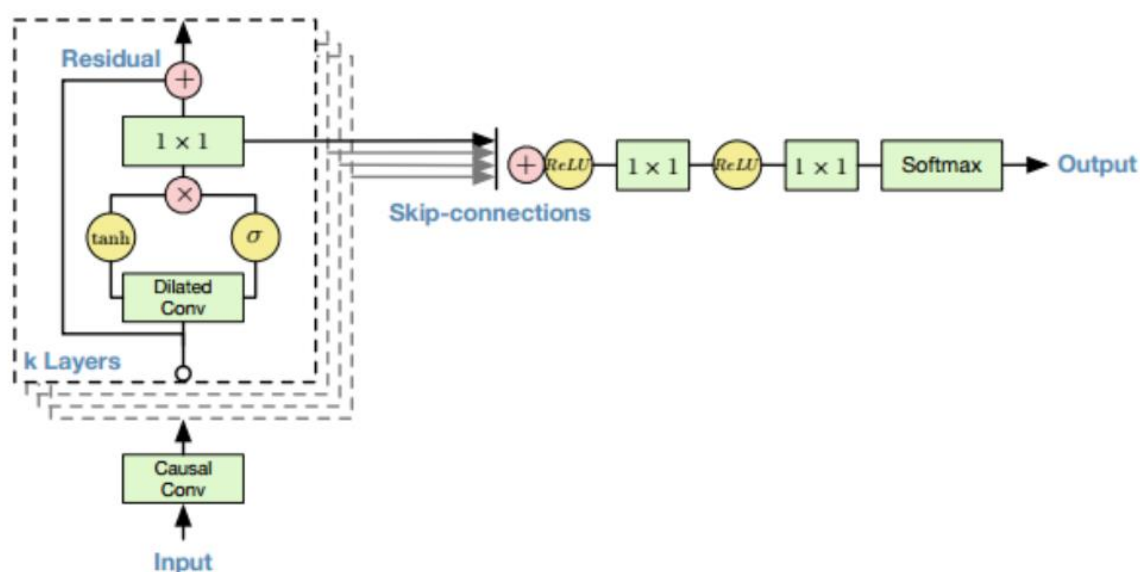 Residual
+
1 × 1
×
tanh
σ
Dilated
Conv
k Layers
Causal
Conv
Input
Skip-connections
+
ReLU
1 × 1
ReLU
1 × 1
Softmax
Output